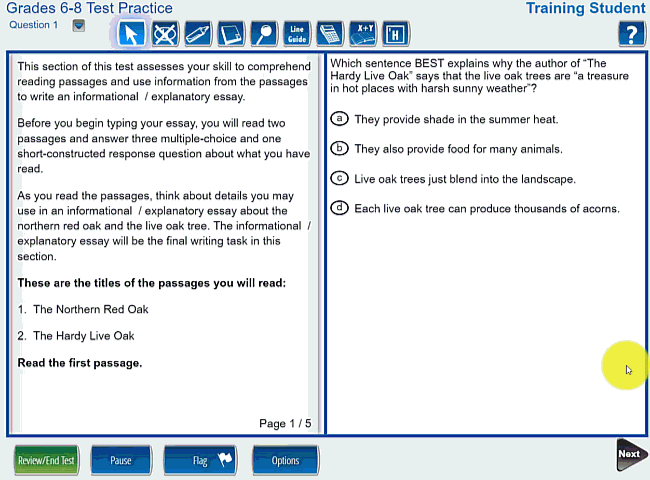 Grades 6-8 Test Practice
Training Student
Question 1
Line
Guide
X+Y
H
?
This section of this test assesses your skill to comprehend
reading passages and use information from the passages
to write an informational / explanatory essay.
Before you begin typing your essay, you will read two
passages and answer three multiple-choice and one
short-constructed response question about what you have
read.
As you read the passages, think about details you may
use in an informational / explanatory essay about the
northern red oak and the live oak tree. The informational /
explanatory essay will be the final writing task in this
section.
These are the titles of the passages you will read:
1. The Northern Red Oak
2. The Hardy Live Oak
Read the first passage.
Page 1 / 5
Which sentence BEST explains why the author of “The
Hardy Live Oak” says that the live oak trees are “a treasure
in hot places with harsh sunny weather”?
a They provide shade in the summer heat.
b They also provide food for many animals.
c Live oak trees just blend into the landscape.
d Each live oak tree can produce thousands of acorns.
Review/End Test
Pause
Flag
Options
Next